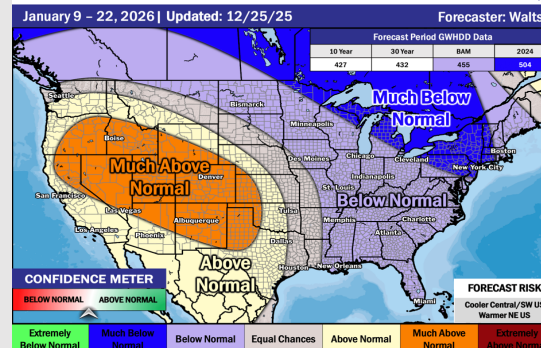 January 9 – 22, 2026 | Updated: 12/25/25
Forecaster: Walts
Forecast Period GWHDD Data
10 Year 30 Year BAM 2024
427 432 455 504
Seattle
Bismarck
Minneapolis
Much Below
Normal
Boise
Boston
Des Moines
Chicago
Cleveland
New York City
Much Above
Normal
Denver
Indianapolis
St. Louis
Below Normal
San Francisco
Las Vegas
Albuquerque
Tulsa
Memphis
Charlotte
Los Angeles
Phoenix
Dallas
Atlanta
Above
Normal
Houston
New Orleans
Miami
CONFIDENCE METER
BELOW NORMAL ABOVE NORMAL
FORECAST RISK
Cooler Central/SW US
Warmer NE US
Extremely
Below Normal
Much Below
Normal
Below Normal
Equal Chances
Above Normal
Much Above
Normal
Extremely
Above Normal